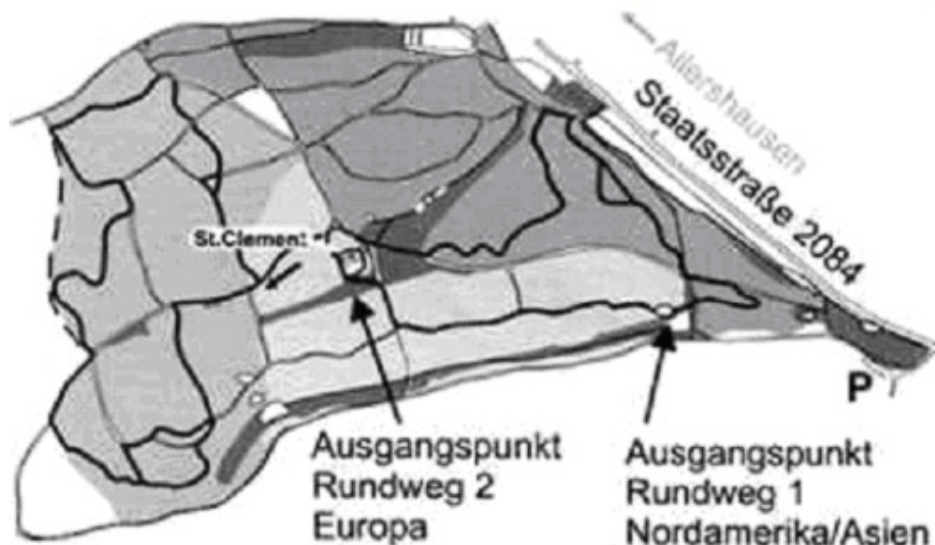 Allershausen
Staatsstraße 2084
St.Clement
P
Ausgangspunkt
Rundweg 2
Europa
Ausgangspunkt
Rundweg 1
Nordamerika/Asien